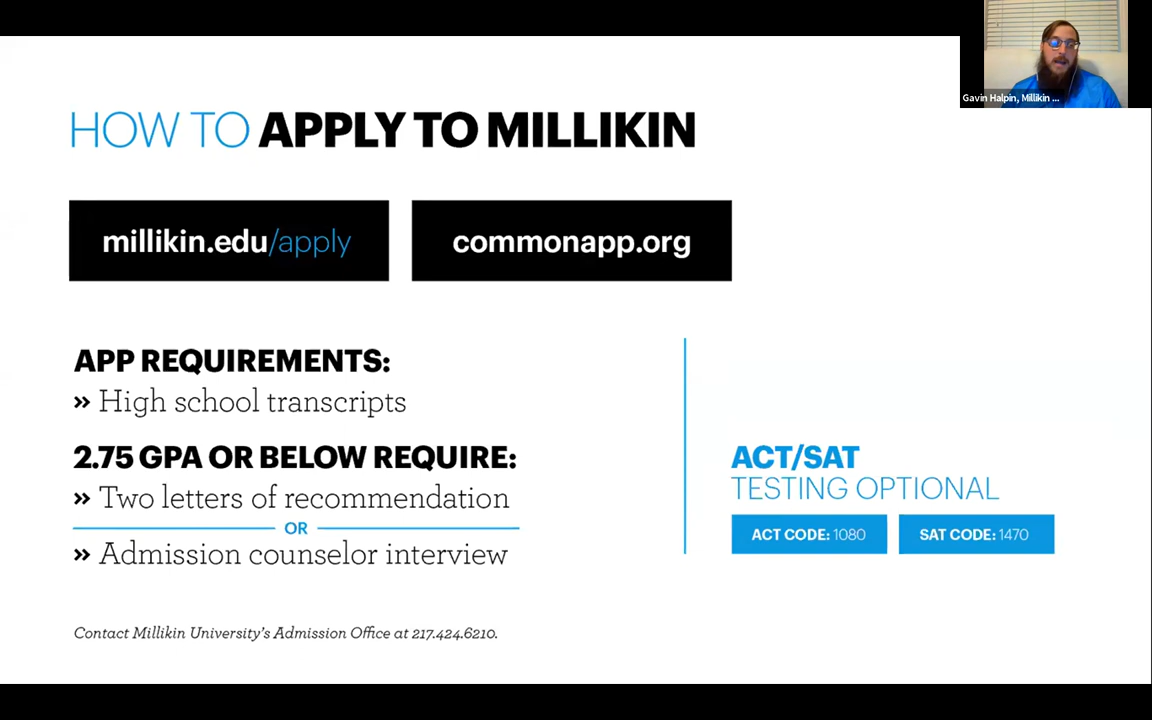 HOW TO APPLY TO MILLIKIN
millikin.edu/apply
commonapp.org
APP REQUIREMENTS:
» High school transcripts
2.75 GPA OR BELOW REQUIRE:
» Two letters of recommendation
OR
» Admission counselor interview
ACT/SAT
TESTING OPTIONAL
ACT CODE: 1080
SAT CODE: 1470
Contact Millikin University's Admission Office at 217.424.6210.
Gavin Halpin, Millikin ...